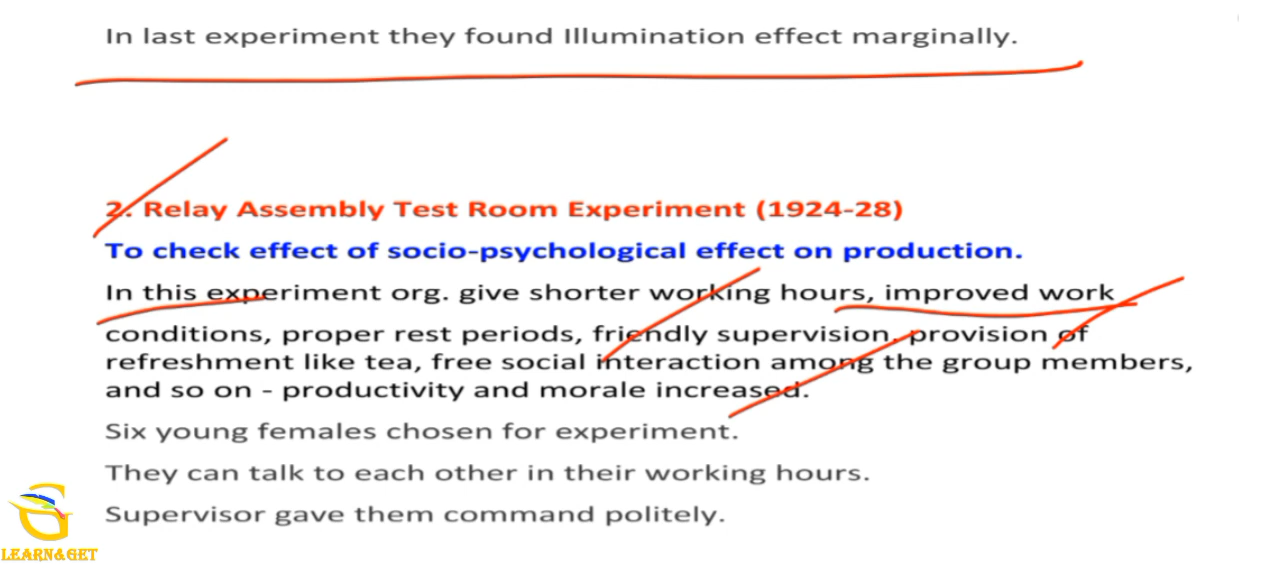 In last experiment they found Illumination effect marginally.
2. Relay Assembly Test Room Experiment (1924-28)
To check effect of socio-psychological effect on production.
In this experiment org. give shorter working hours, improved work
conditions, proper rest periods, friendly supervision, provision of
refreshment like tea, free social interaction among the group members,
and so on - productivity and morale increased.
Six young females chosen for experiment.
They can talk to each other in their working hours.
Supervisor gave them command politely.
LEARN&GET